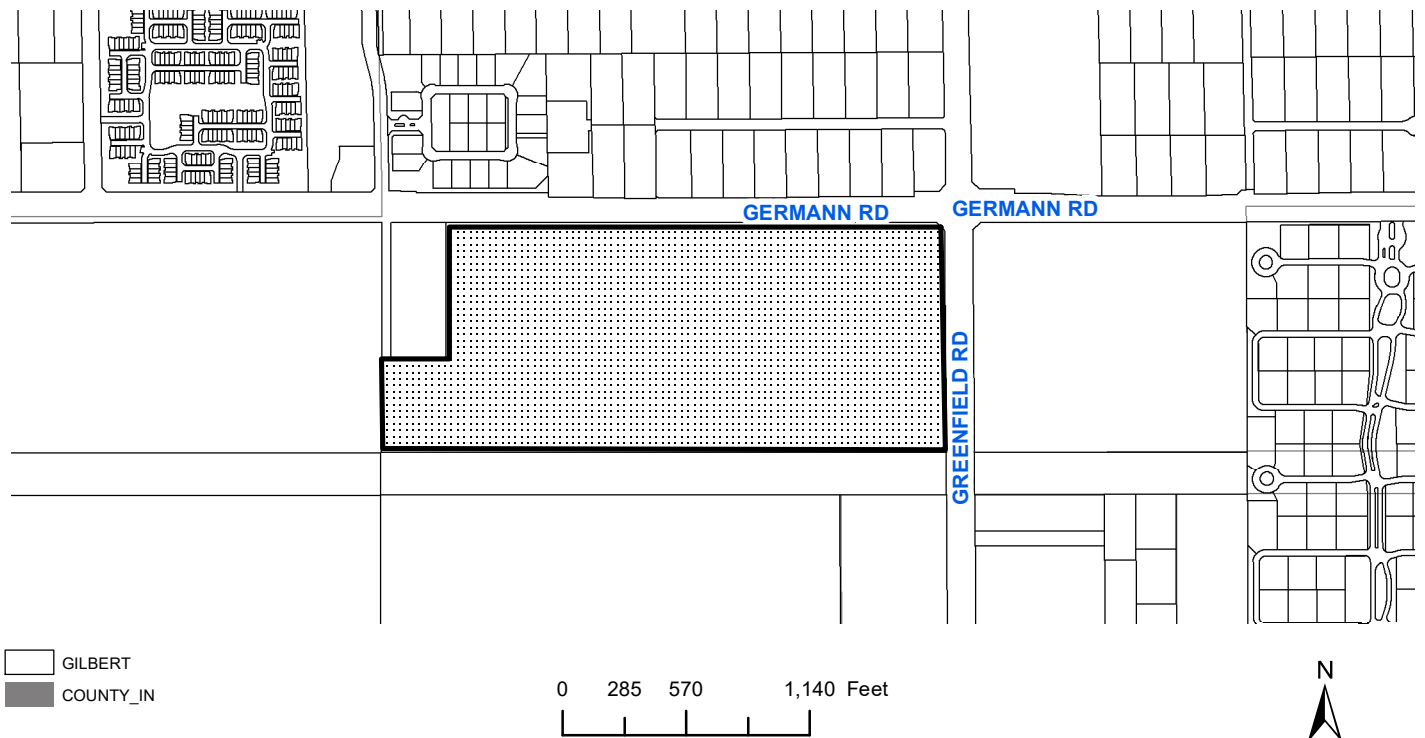 GERMANN RD
GERMANN RD
GREENFIELD RD
GILBERT
COUNTY_IN
0 285 570 1,140 Feet
N